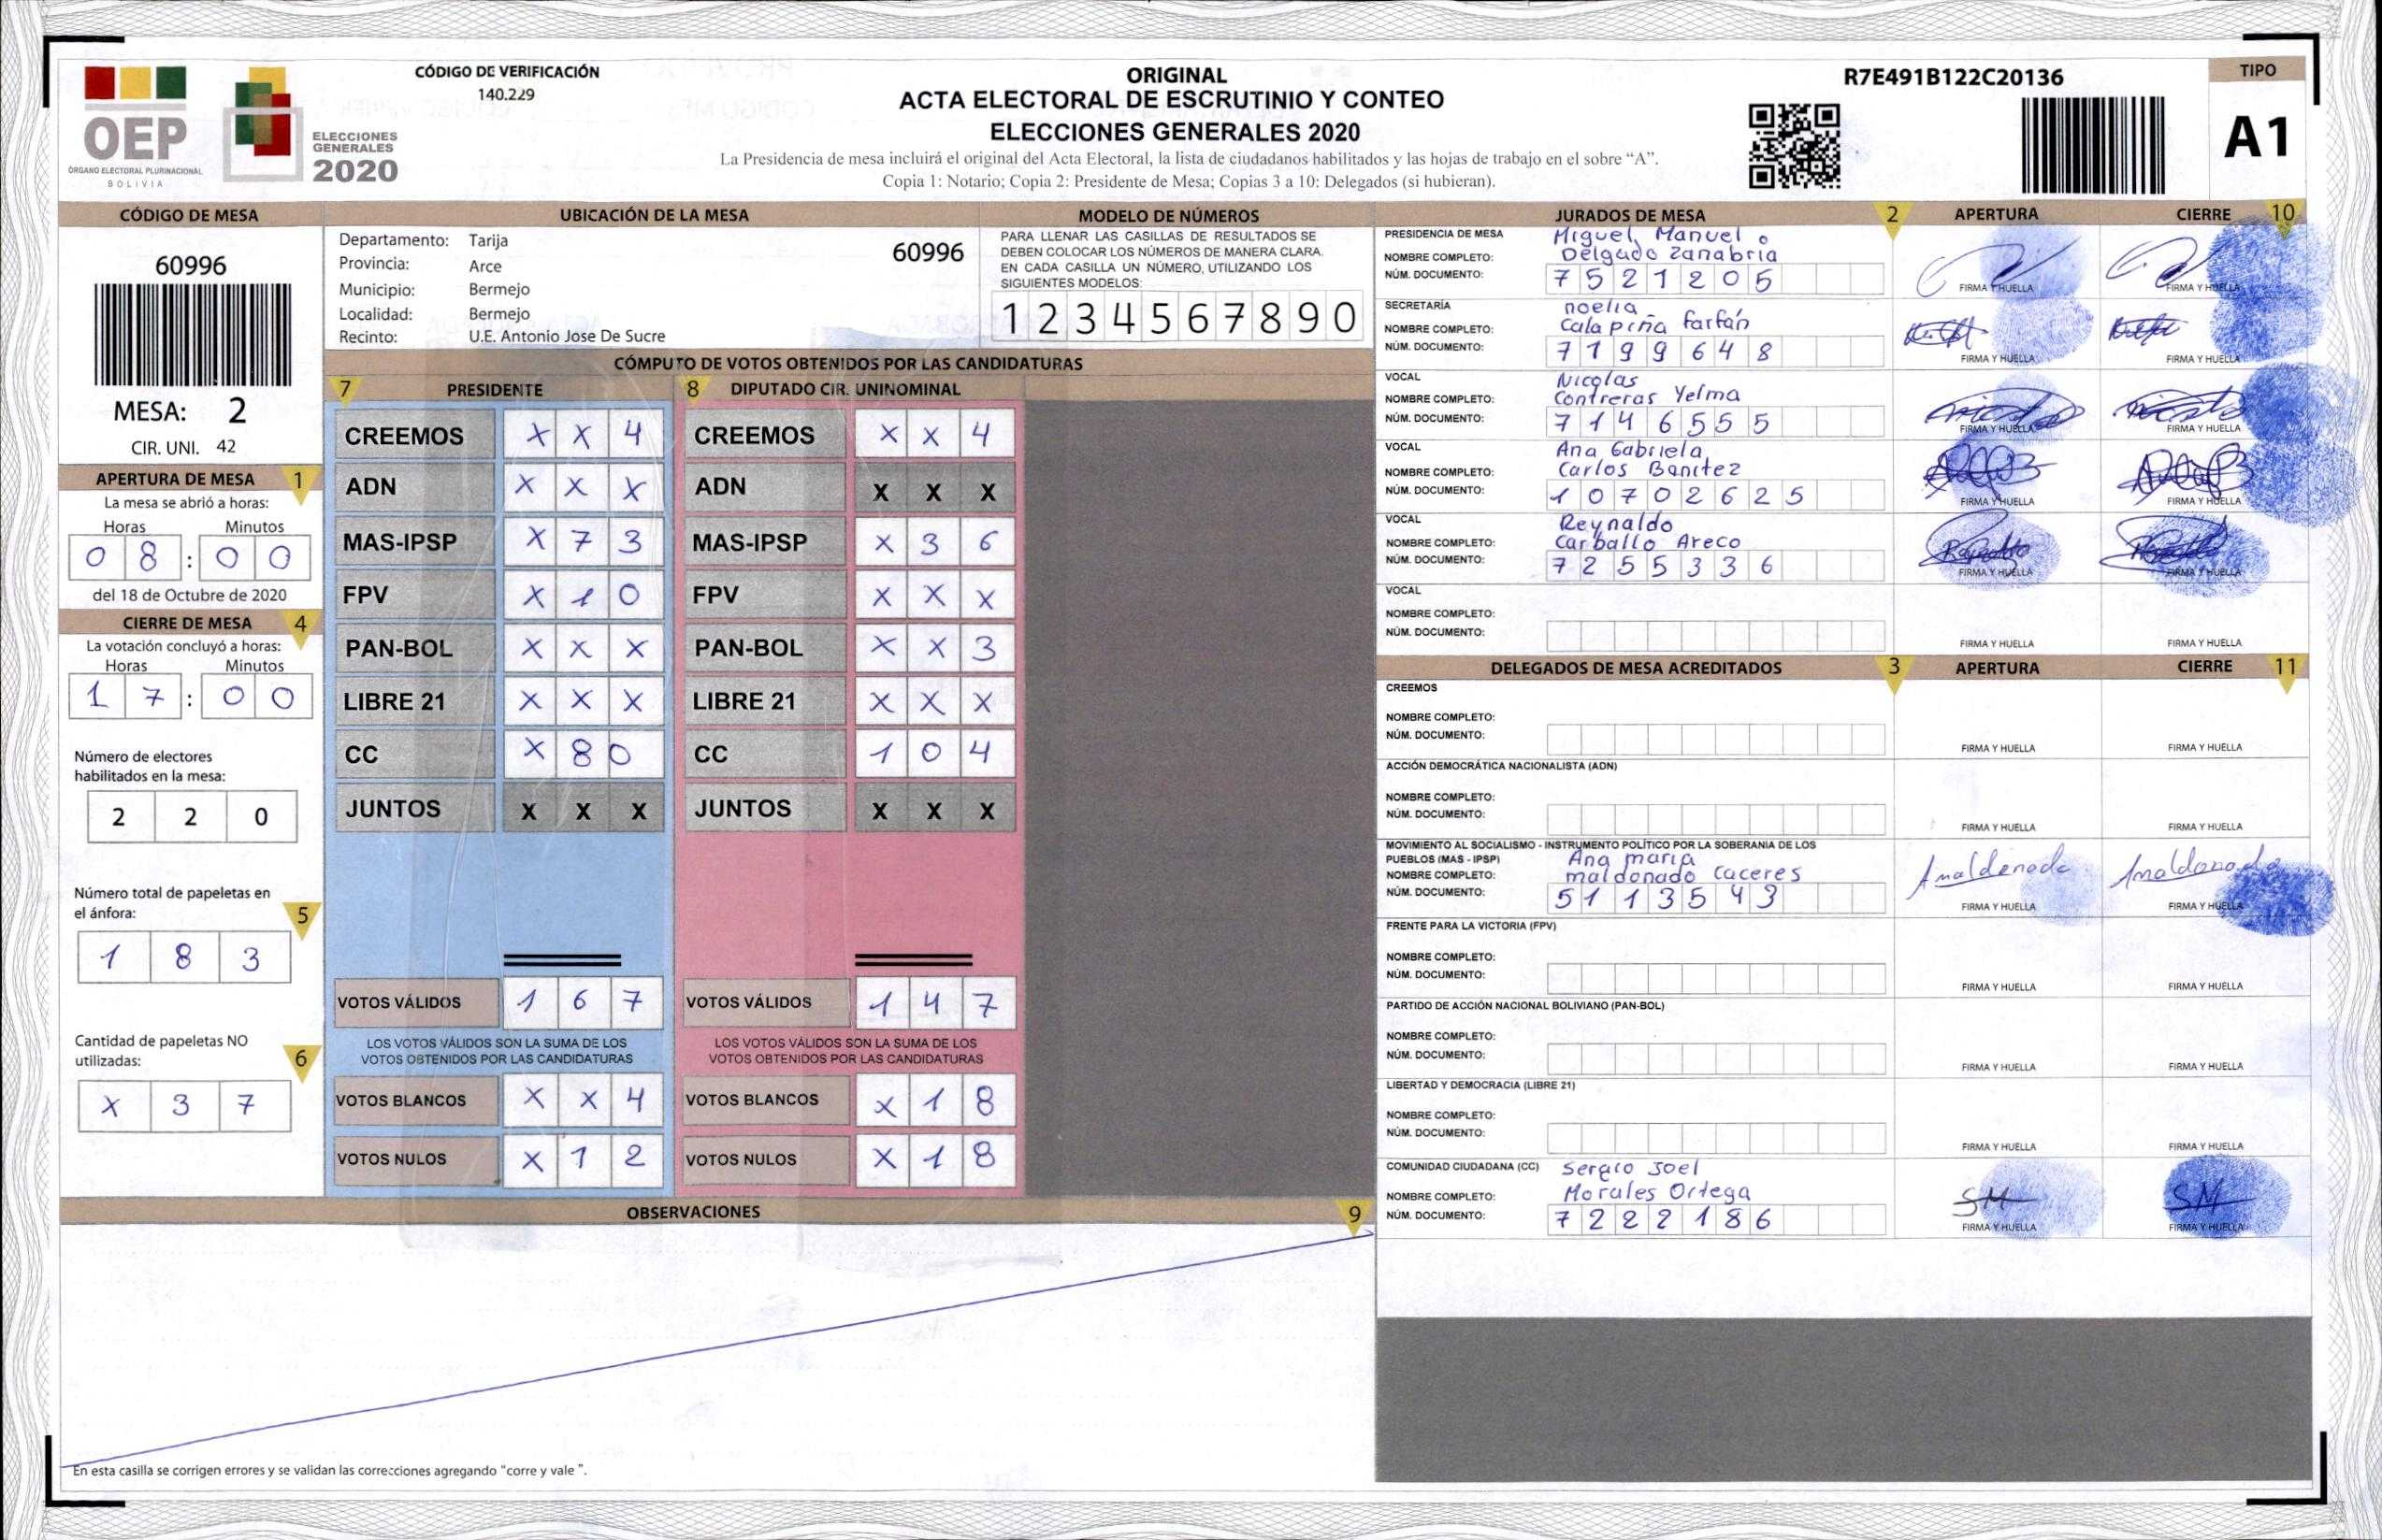 OEP
ÓRGANO ELECTORAL PLURINACIONAL
BOLIVIA
ELECCIONES
GENERALES
2020
CÓDIGO DE VERIFICACIÓN
140.229
ORIGINAL
ACTA ELECTORAL DE ESCRUTINIO Y CONTEO
ELECCIONES GENERALES 2020
La Presidencia de mesa incluirá el original del Acta Electoral, la lista de ciudadanos habilitados y las hojas de trabajo en el sobre “A”.
Copia 1: Notario; Copia 2: Presidente de Mesa; Copias 3 a 10: Delegados (si hubieran).
R7E491B122C20136
TIPO
A1
CÓDIGO DE MESA
60996
MESA: 2
CIR. UNI. 42
APERTURA DE MESA 1
La mesa se abrió a horas:
Horas Minutos
0 8 : 0 0
del 18 de Octubre de 2020
CIERRE DE MESA 4
La votación concluyó a horas:
Horas Minutos
1 7 : 0 0
Número de electores
habilitados en la mesa:
2 2 0
Número total de papeletas en
el ánfora: 5
1 8 3
Cantidad de papeletas NO
utilizadas: 6
X 3 7
UBICACIÓN DE LA MESA
Departamento: Tarija
60996
Provincia: Arce
Municipio: Bermejo
Localidad: Bermejo
Recinto: U.E. Antonio Jose De Sucre
MODELO DE NÚMEROS
PARA LLENAR LAS CASILLAS DE RESULTADOS SE
DEBEN COLOCAR LOS NÚMEROS DE MANERA CLARA.
EN CADA CASILLA UN NÚMERO, UTILIZANDO LOS
SIGUIENTES MODELOS:
1 2 3 4 5 6 7 8 9 0
CÓMPUTO DE VOTOS OBTENIDOS POR LAS CANDIDATURAS
7 PRESIDENTE
CREEMOS X X 4
ADN X X X
MAS-IPSP X 7 3
FPV X 1 0
PAN-BOL X X X
LIBRE 21 X X X
CC X 8 0
JUNTOS X X X
VOTOS VÁLIDOS 1 6 7
LOS VOTOS VÁLIDOS SON LA SUMA DE LOS
VOTOS OBTENIDOS POR LAS CANDIDATURAS
VOTOS BLANCOS X X 4
VOTOS NULOS X 1 2
8 DIPUTADO CIR. UNINOMINAL
CREEMOS X X 4
ADN X X X
MAS-IPSP X 3 6
FPV X X X
PAN-BOL X X 3
LIBRE 21 X X X
CC 1 0 4
JUNTOS X X X
VOTOS VÁLIDOS 1 4 7
LOS VOTOS VÁLIDOS SON LA SUMA DE LOS
VOTOS OBTENIDOS POR LAS CANDIDATURAS
VOTOS BLANCOS X 1 8
VOTOS NULOS X 1 8
OBSERVACIONES 9
En esta casilla se corrigen errores y se validan las correcciones agregando “corre y vale ”.
JURADOS DE MESA 2 APERTURA CIERRE 10
PRESIDENCIA DE MESA Miguel Manuel
NOMBRE COMPLETO: Delgado Zanabria
NÚM. DOCUMENTO: 7 5 2 1 2 0 5
FIRMA Y HUELLA FIRMA Y HUELLA
SECRETARÍA noelia
NOMBRE COMPLETO: Calapiña farfán
NÚM. DOCUMENTO: 7 1 9 9 6 4 8
FIRMA Y HUELLA FIRMA Y HUELLA
VOCAL Nicolas
NOMBRE COMPLETO: Contreras Yelma
NÚM. DOCUMENTO: 7 1 4 6 5 5 5
FIRMA Y HUELLA FIRMA Y HUELLA
VOCAL Ana Gabriela
NOMBRE COMPLETO: Carlos Banitez
NÚM. DOCUMENTO: 1 0 7 0 2 6 2 5
FIRMA Y HUELLA FIRMA Y HUELLA
VOCAL Reynaldo
NOMBRE COMPLETO: Carballo Areco
NÚM. DOCUMENTO: 7 2 5 5 3 3 6
FIRMA Y HUELLA FIRMA Y HUELLA
VOCAL
NOMBRE COMPLETO:
NÚM. DOCUMENTO:
FIRMA Y HUELLA FIRMA Y HUELLA
DELEGADOS DE MESA ACREDITADOS 3 APERTURA CIERRE 11
CREEMOS
NOMBRE COMPLETO:
NÚM. DOCUMENTO:
FIRMA Y HUELLA FIRMA Y HUELLA
ACCIÓN DEMOCRÁTICA NACIONALISTA (ADN)
NOMBRE COMPLETO:
NÚM. DOCUMENTO:
FIRMA Y HUELLA FIRMA Y HUELLA
MOVIMIENTO AL SOCIALISMO - INSTRUMENTO POLÍTICO POR LA SOBERANIA DE LOS
PUEBLOS (MAS - IPSP) Ana maria
NOMBRE COMPLETO: maldonado caceres
NÚM. DOCUMENTO: 5 1 1 3 5 4 3
Amaldonado Amaldonado
FIRMA Y HUELLA FIRMA Y HUELLA
FRENTE PARA LA VICTORIA (FPV)
NOMBRE COMPLETO:
NÚM. DOCUMENTO:
FIRMA Y HUELLA FIRMA Y HUELLA
PARTIDO DE ACCIÓN NACIONAL BOLIVIANO (PAN-BOL)
NOMBRE COMPLETO:
NÚM. DOCUMENTO:
FIRMA Y HUELLA FIRMA Y HUELLA
LIBERTAD Y DEMOCRACIA (LIBRE 21)
NOMBRE COMPLETO:
NÚM. DOCUMENTO:
FIRMA Y HUELLA FIRMA Y HUELLA
COMUNIDAD CIUDADANA (CC) Sergio Joel
NOMBRE COMPLETO: Morales Ortega
NÚM. DOCUMENTO: 7 2 2 2 1 8 6
SM SM
FIRMA Y HUELLA FIRMA Y HUELLA